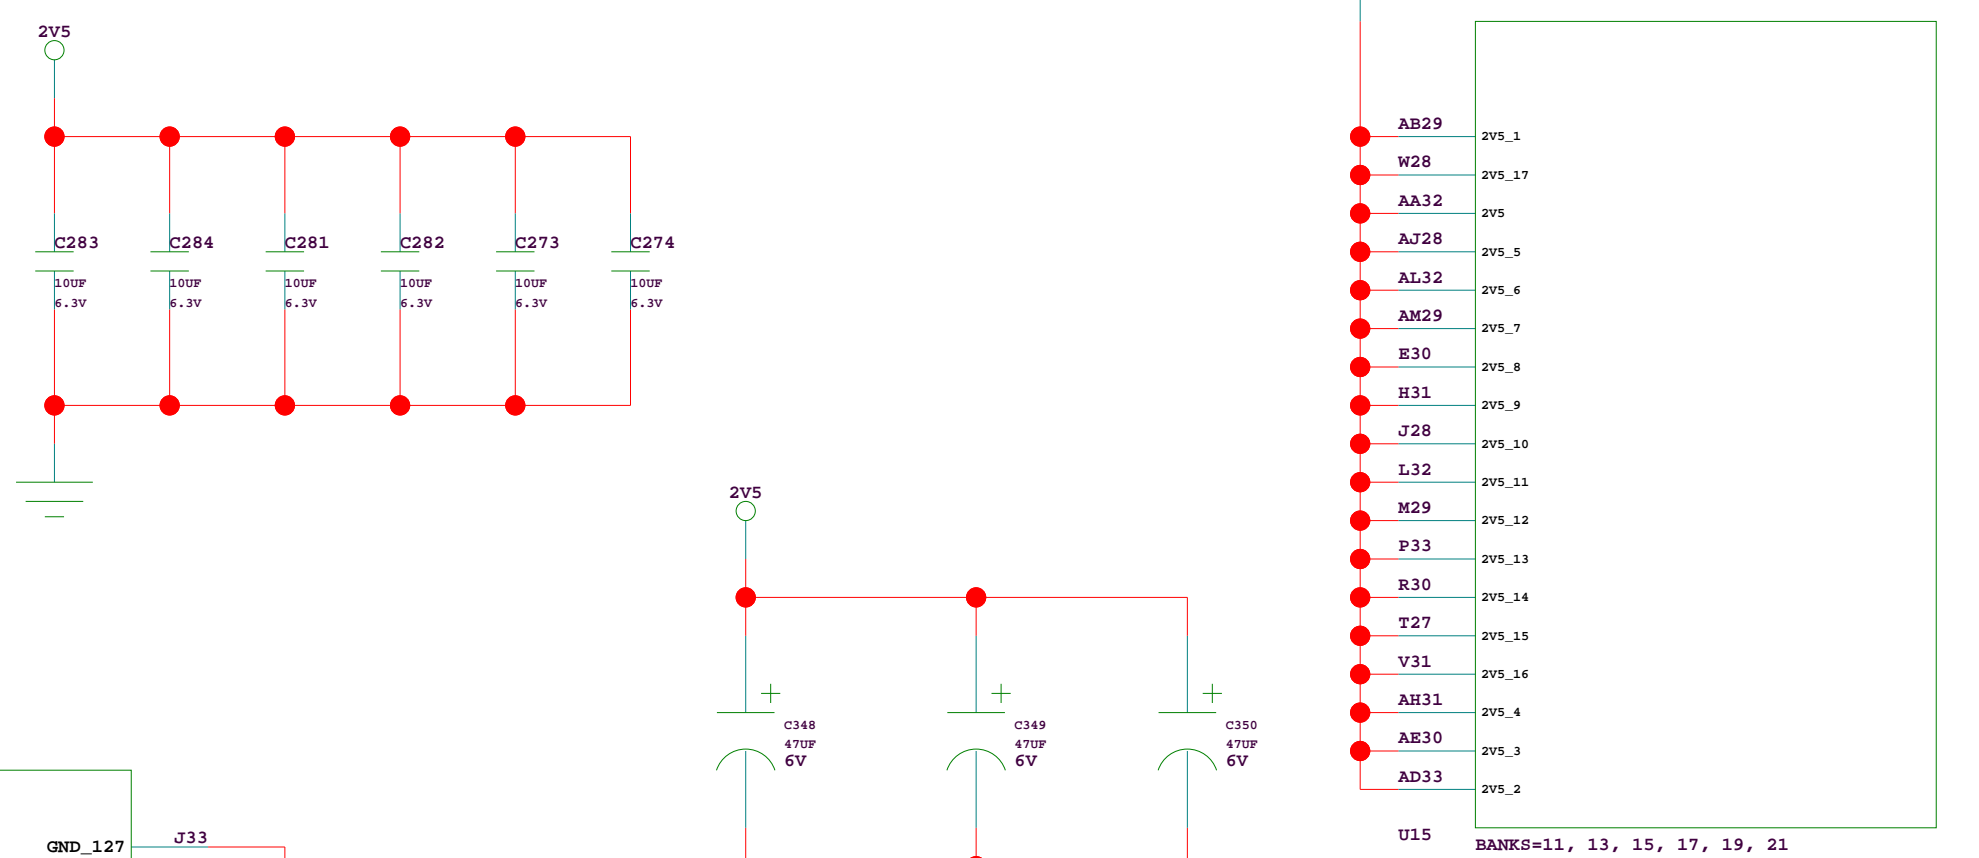 2V5
C283 C284 C281 C282 C273 C274
10UF 10UF 10UF 10UF 10UF 10UF
6.3V 6.3V 6.3V 6.3V 6.3V 6.3V
2V5
C348 C349 C350
47UF 47UF 47UF
6V 6V 6V
GND_127 J33
AB29 2V5_1
W28 2V5_17
AA32 2V5
AJ28 2V5_5
AL32 2V5_6
AM29 2V5_7
E30 2V5_8
H31 2V5_9
J28 2V5_10
L32 2V5_11
M29 2V5_12
P33 2V5_13
R30 2V5_14
T27 2V5_15
V31 2V5_16
AH31 2V5_4
AE30 2V5_3
AD33 2V5_2
U15
BANKS=11, 13, 15, 17, 19, 21